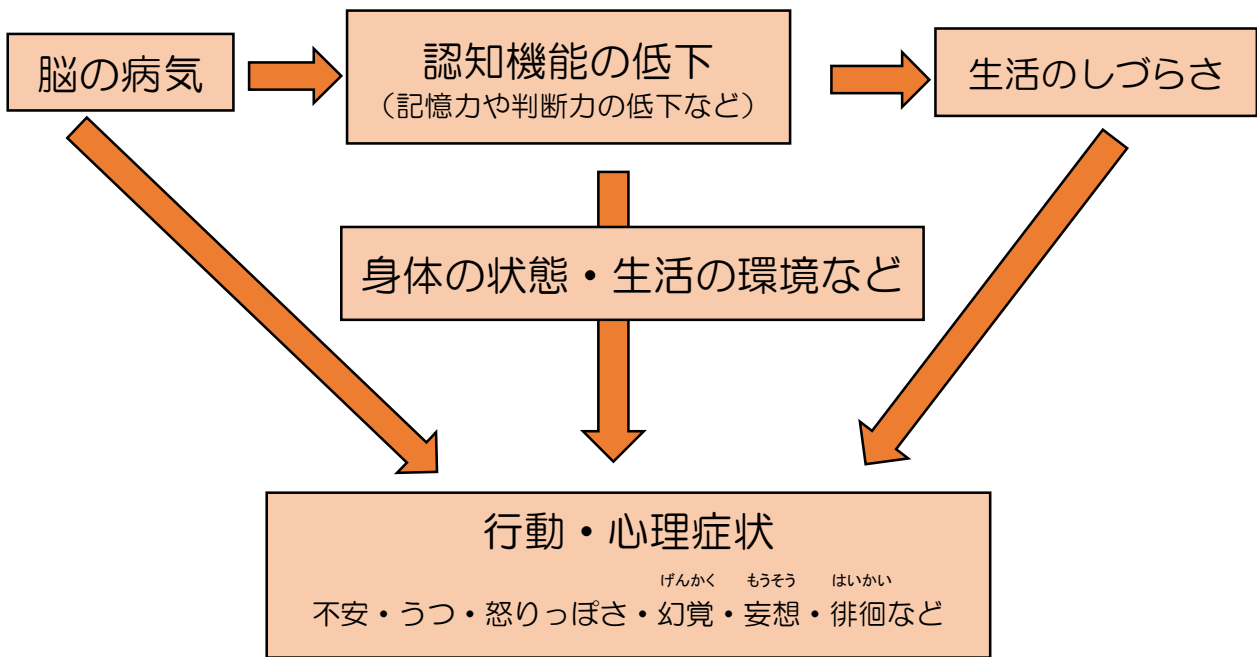 脳の病気
認知機能の低下
（記憶力や判断力の低下など）
生活のしづらさ
身体の状態・生活の環境など
行動・心理症状
げんかく もうそう はいかい
不安・うつ・怒りっぽさ・幻覚・妄想・徘徊など